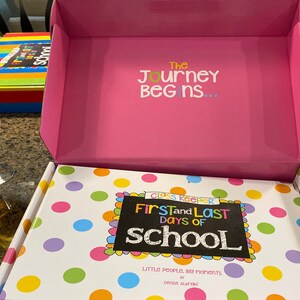 The
JOURNEY
BEGINS...
FIRST and LAST
DAYS OF
SCHOOL
LITTLE PEOPLE, BIG MOMENTS